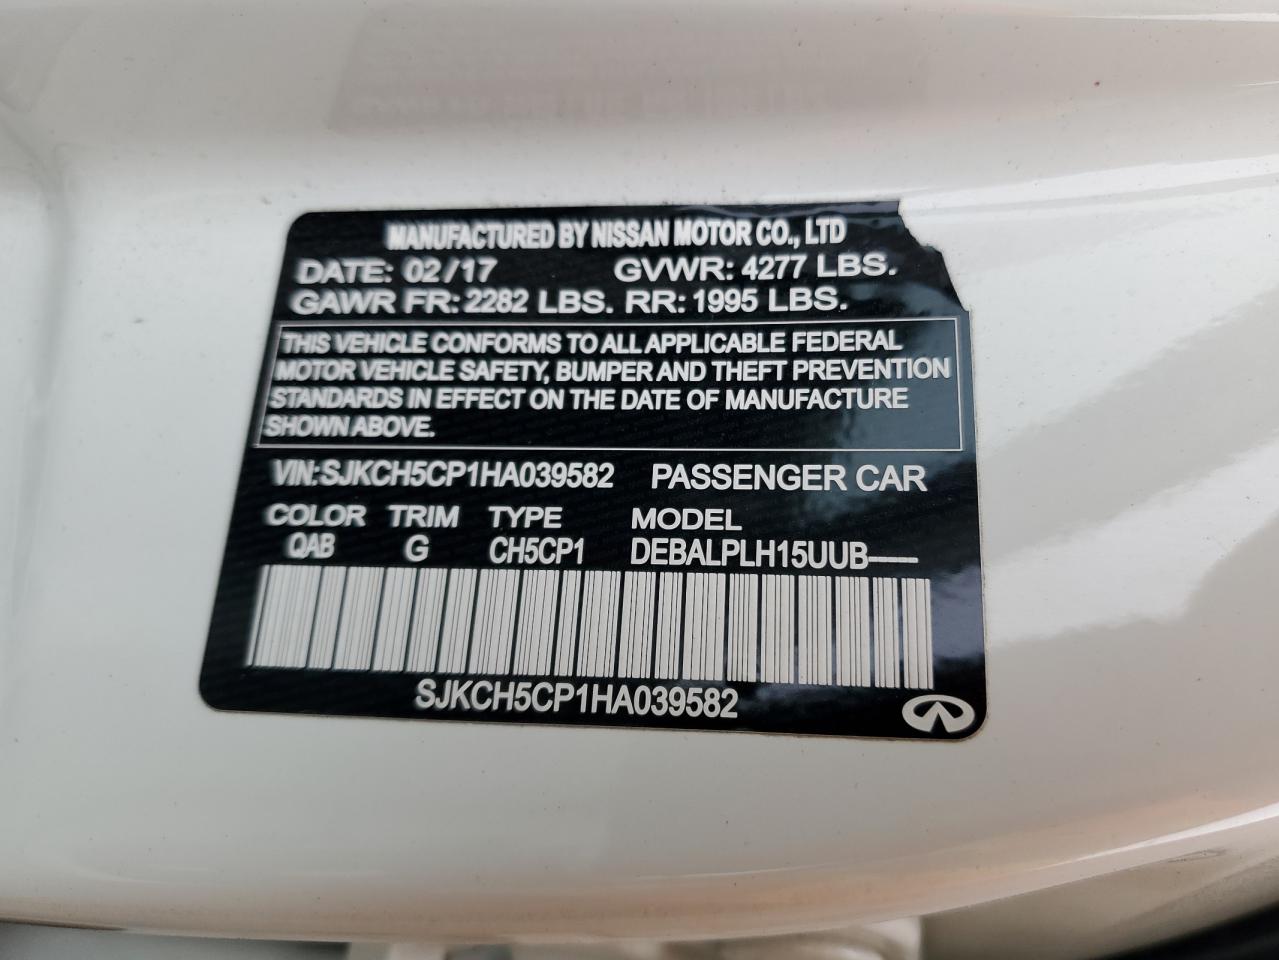 MANUFACTURED BY NISSAN MOTOR CO., LTD
DATE: 02/17 GVWR: 4277 LBS.
GAWR FR: 2282 LBS. RR: 1995 LBS.
THIS VEHICLE CONFORMS TO ALL APPLICABLE FEDERAL
MOTOR VEHICLE SAFETY, BUMPER AND THEFT PREVENTION
STANDARDS IN EFFECT ON THE DATE OF MANUFACTURE
SHOWN ABOVE.
VIN: SJKCH5CP1HA039582 PASSENGER CAR
COLOR TRIM TYPE MODEL
QAB G CH5CP1 DEBALPLH15UUB-----
SJKCH5CP1HA039582